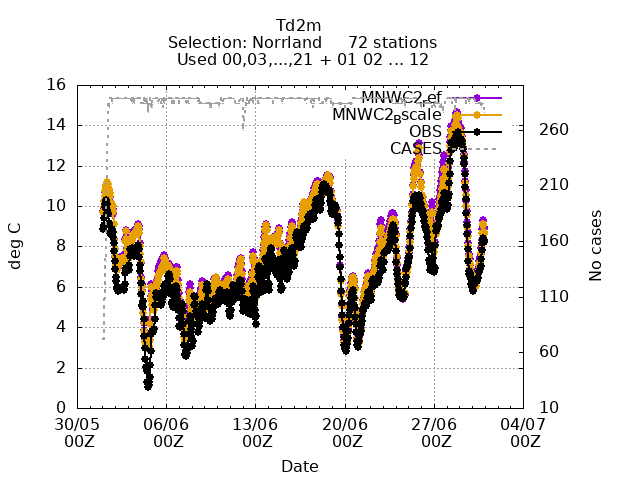 Td2m
Selection: Norrland 72 stations
Used 00,03,...,21 + 01 02 ... 12
MNWC2_ref
MNWC2_Bscale
OBS
CASES
16
14
12
10
8
6
4
2
0
260
210
160
110
60
10
deg C
No cases
30/05 06/06 13/06 20/06 27/06 04/07
00Z 00Z 00Z 00Z 00Z 00Z
Date